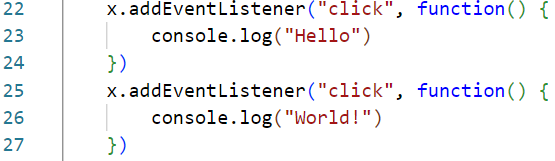 22 x.addEventListener("click", function() {
23 console.log("Hello")
24 })
25 x.addEventListener("click", function() {
26 console.log("World!")
27 })